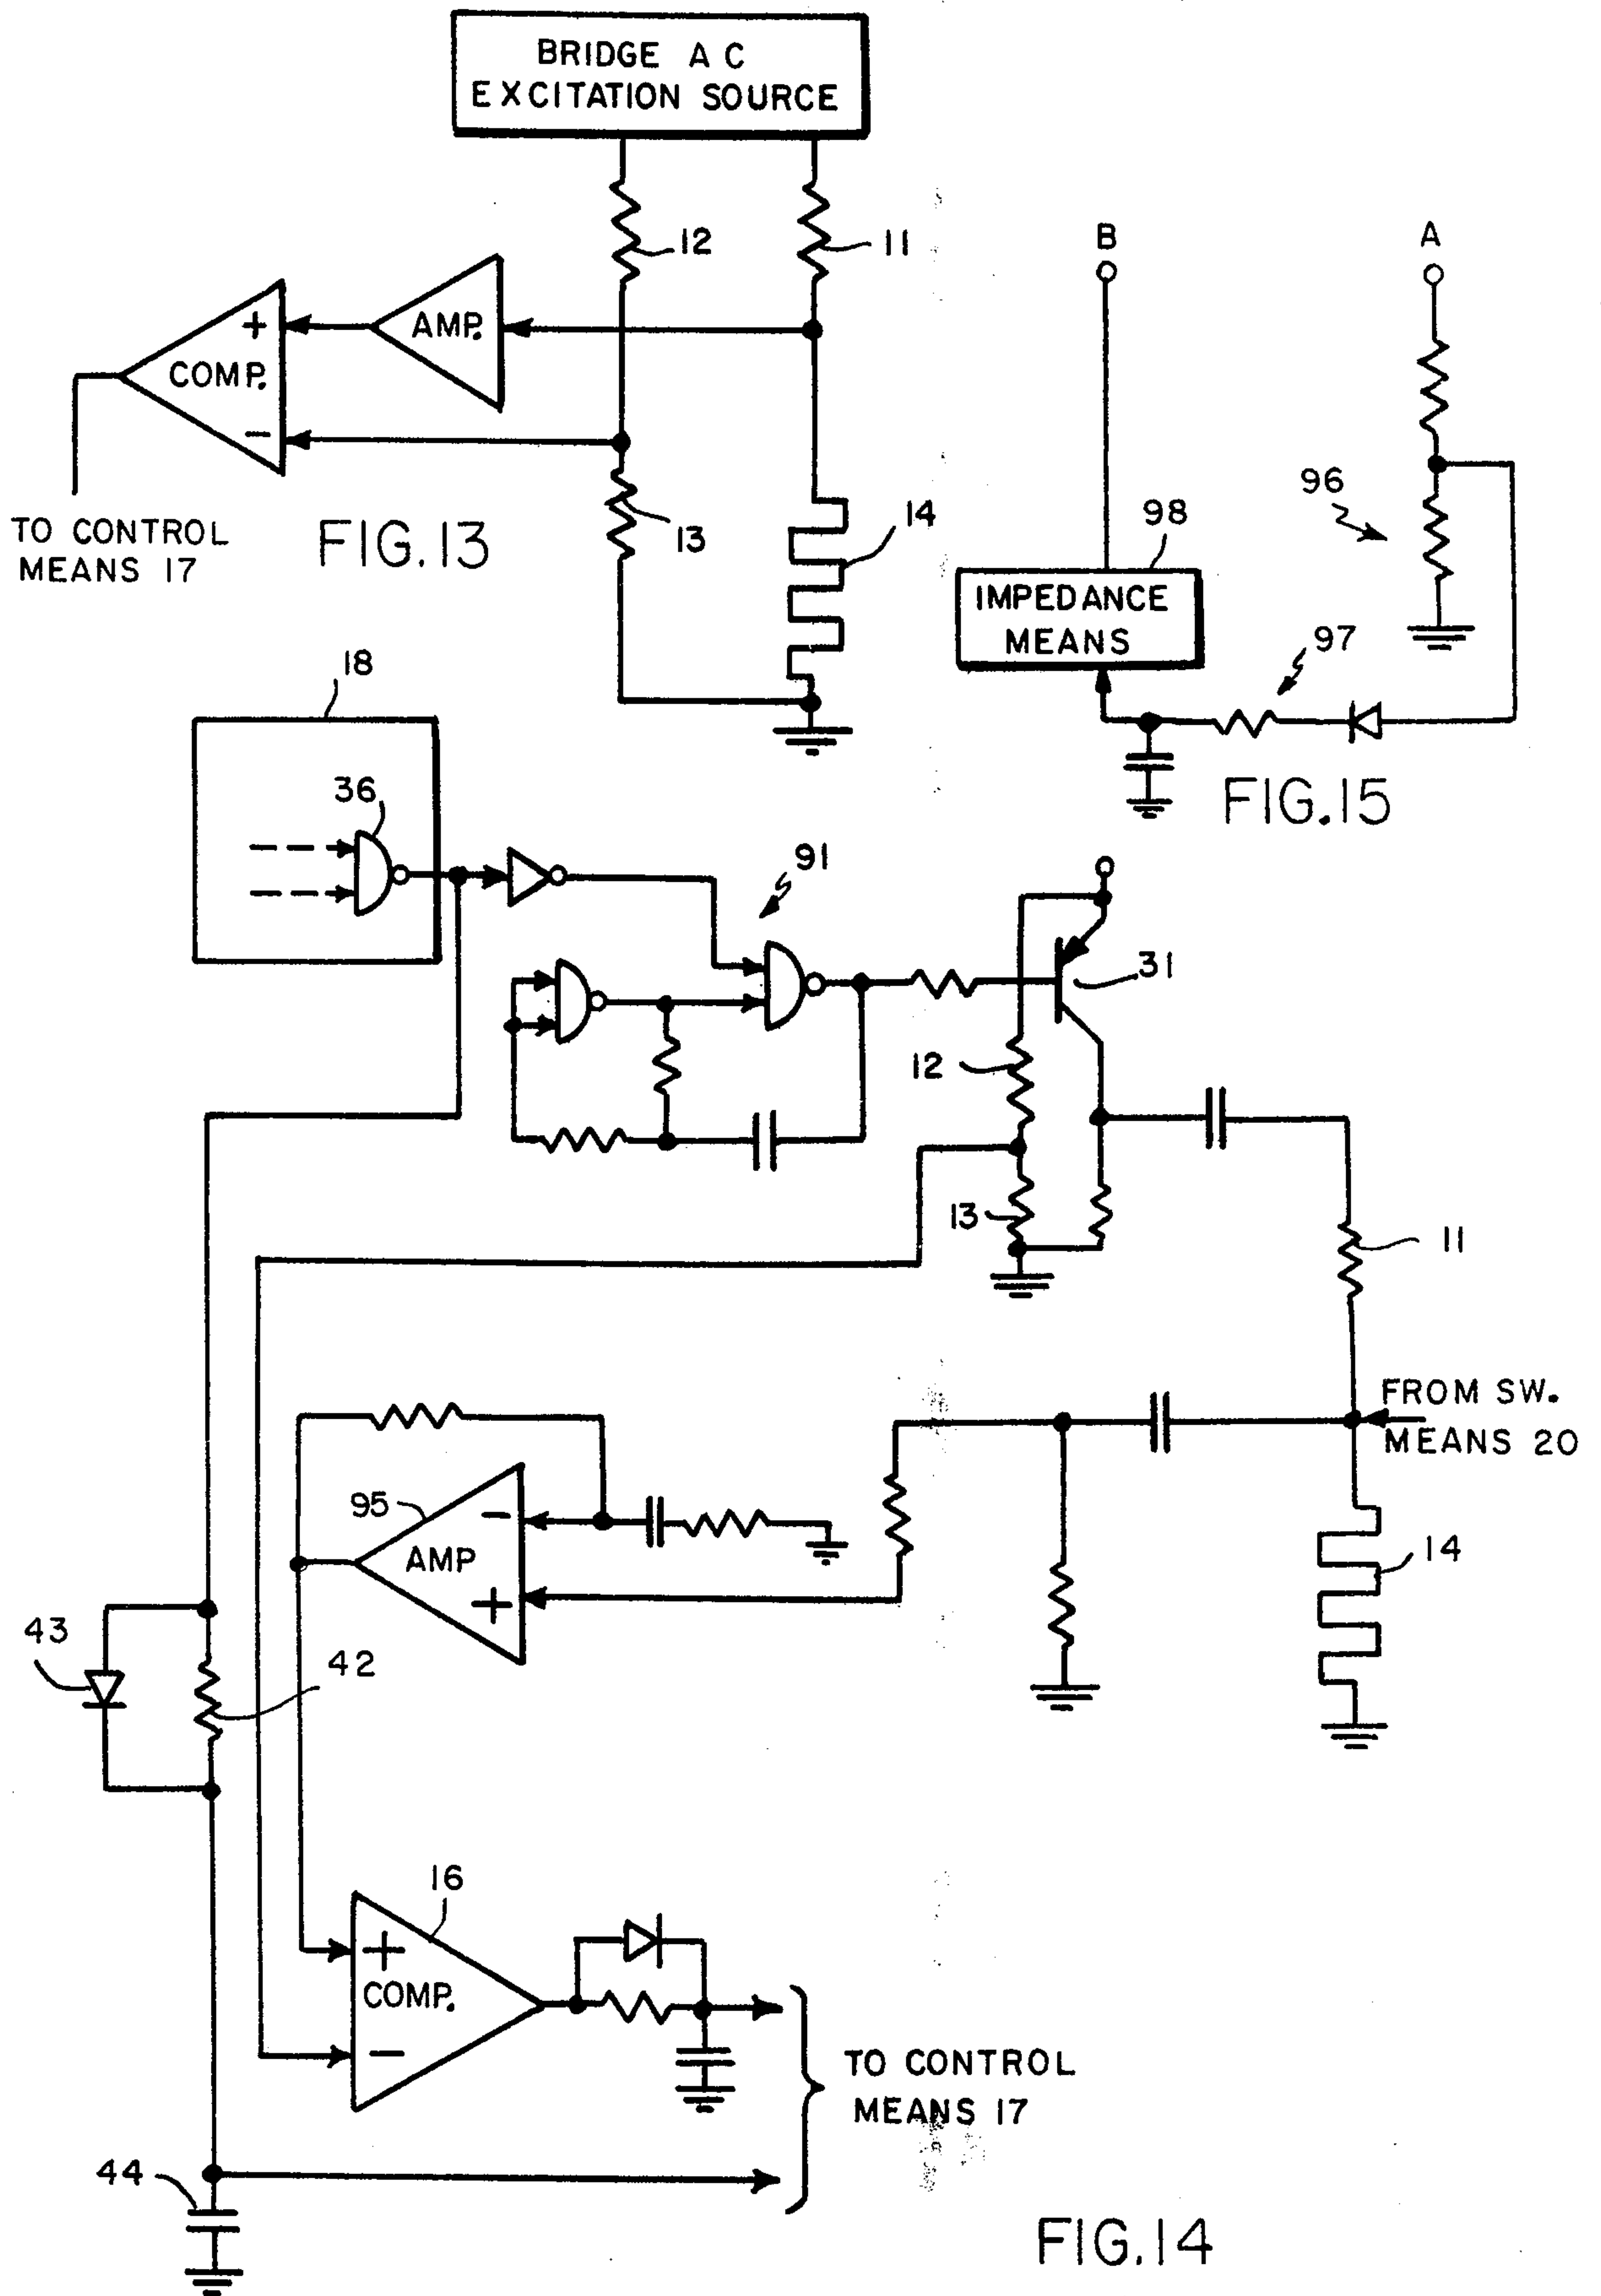 BRIDGE AC
EXCITATION SOURCE
12
11
B
A
+
AMP.
COMP.
−
96
98
14
13
TO CONTROL
MEANS 17
FIG.13
IMPEDANCE
MEANS
97
18
36
FIG.15
91
31
12
13
11
FROM SW.
MEANS 20
95
−
AMP
+
14
43
42
16
+
COMP.
−
TO CONTROL
MEANS 17
44
FIG.14